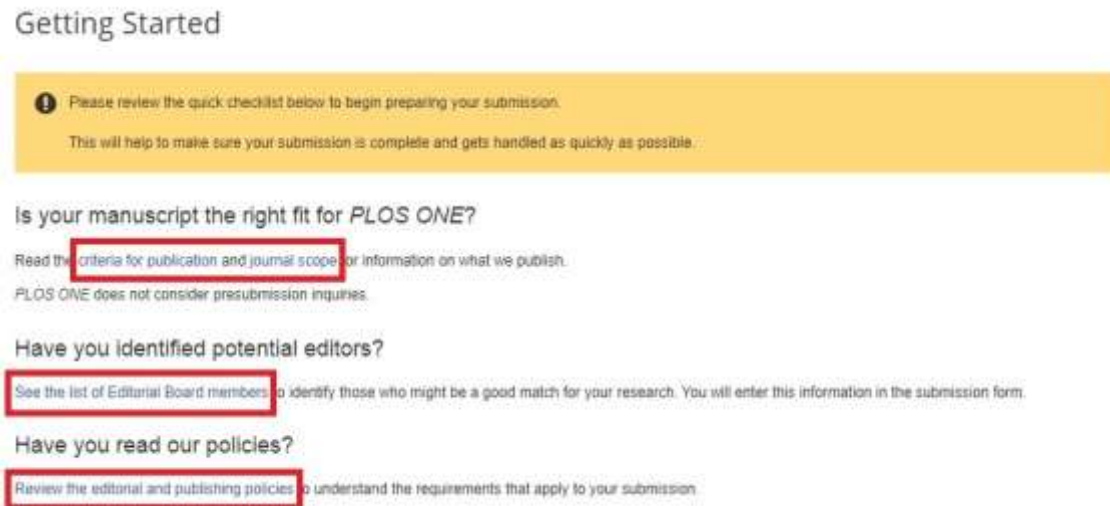 Getting Started
Please review the quick checklist below to begin preparing your submission.
This will help to make sure your submission is complete and gets handled as quickly as possible.
Is your manuscript the right fit for PLOS ONE?
Read the criteria for publication and journal scope for information on what we publish.
PLOS ONE does not consider presubmission inquiries.
Have you identified potential editors?
See the list of Editorial Board members to identify those who might be a good match for your research. You will enter this information in the submission form.
Have you read our policies?
Review the editorial and publishing policies to understand the requirements that apply to your submission.